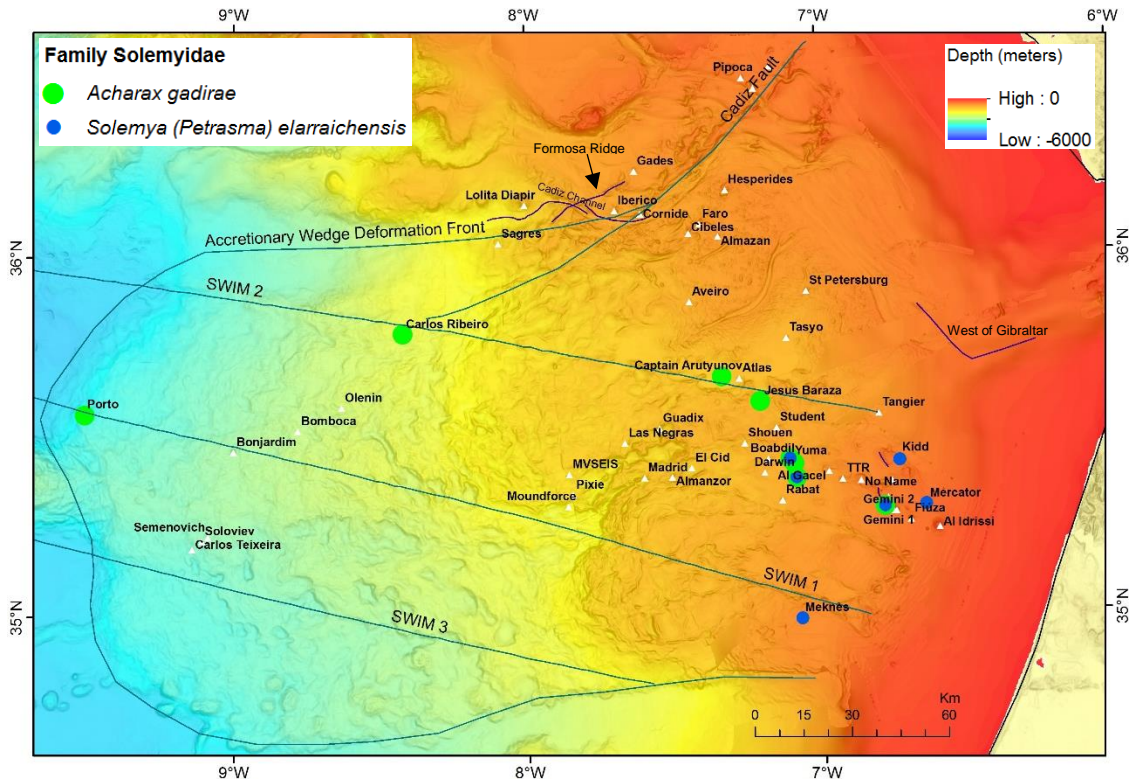 9°W 8°W 7°W 6°W
Family Solemyidae
Acharax gadirae
Solemya (Petrasma) elarraichensis
Depth (meters)
High : 0
Low : -6000
Pipoca
Cadiz Fault
Formosa Ridge
Gades
Hesperides
Lolita Diapir
Cadiz Channel
Iberico
Cornide
Faro
Cibeles
Almazan
Accretionary Wedge Deformation Front
Sagres
36°N
36°N
SWIM 2
St Petersburg
Aveiro
Carlos Ribeiro
Tasyo
West of Gibraltar
Captain Arutyunov
Atlas
Jesus Baraza
Porto
Olenin
Tangier
Bomboca
Guadix
Student
Bonjardim
Las Negras
Shouen
Boabdil
Yuma
Kidd
El Cid
Darwin
MVSEIS
Madrid
Al Gacel
TTR
Pixie
Almanzor
No Name
Moundforce
Rabat
Gemini 2
Mercator
Fiuza
Gemini 1
Al Idrissi
Semenovich
Soloviev
Carlos Teixeira
SWIM 1
35°N
35°N
Meknes
SWIM 3
Km
0 15 30 60
9°W 8°W 7°W